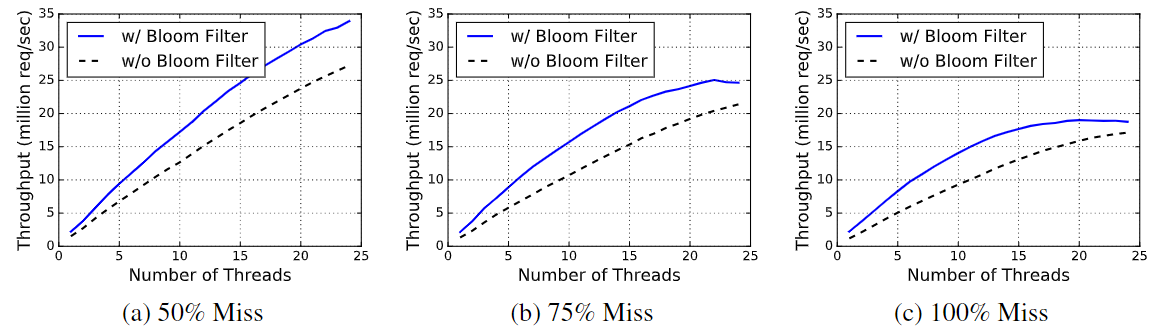 Throughput (million req/sec)
35
30
25
20
15
10
5
0
w/ Bloom Filter
w/o Bloom Filter
0 5 10 15 20 25
Number of Threads
(a) 50% Miss
Throughput (million req/sec)
35
30
25
20
15
10
5
0
w/ Bloom Filter
w/o Bloom Filter
0 5 10 15 20 25
Number of Threads
(b) 75% Miss
Throughput (million req/sec)
35
30
25
20
15
10
5
0
w/ Bloom Filter
w/o Bloom Filter
0 5 10 15 20 25
Number of Threads
(c) 100% Miss